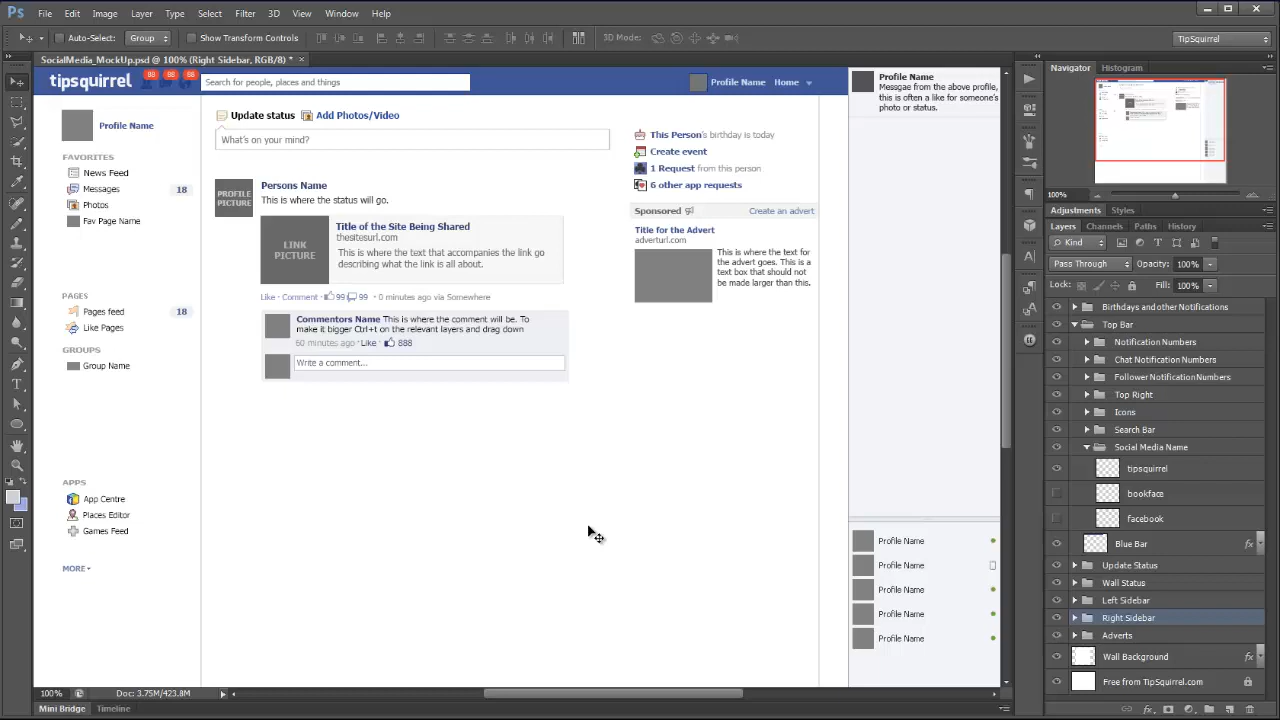 Ps File Edit Image Layer Type Select Filter 3D View Window Help
Auto-Select: Group Show Transform Controls 3D Mode: TipSquirrel
SocialMedia_MockUp.psd @ 100% (Right Sidebar, RGB/8) * ×
tipsquirrel 88 88 88 Search for people, places and things Profile Name Home
Profile Name
FAVORITES
News Feed
Messages 18
Photos
Fav Page Name
PAGES
Pages feed 18
Like Pages
GROUPS
Group Name
APPS
App Centre
Places Editor
Games Feed
MORE
Update status Add Photos/Video
What's on your mind?
PROFILE
PICTURE
Persons Name
This is where the status will go.
LINK
PICTURE
Title of the Site Being Shared
thesitesurl.com
This is where the text that accompanies the link go
describing what the link is all about.
Like · Comment · 99 99 · 0 minutes ago via Somewhere
Commentors Name This is where the comment will be. To
make it bigger Ctrl+t on the relevant layers and drag down
60 minutes ago · Like · 888
Write a comment...
This Person's birthday is today
Create event
1 Request from this person
6 other app requests
Sponsored Create an advert
Title for the Advert
adverturl.com
This is where the text for
the advert goes. This is a
text box that should not
be made larger than this.
Profile Name
Messgae from the above profile,
this is often a like for someone's
photo or status.
Profile Name
Profile Name
Profile Name
Profile Name
Profile Name
Navigator Histogram
100%
Adjustments Styles
Layers Channels Paths History
Kind
Pass Through Opacity: 100%
Lock: Fill: 100%
Birthdays and other Notifications
Top Bar
Notification Numbers
Chat Notification Numbers
Follower Notification Numbers
Top Right
Icons
Search Bar
Social Media Name
tipsquirrel
bookface
facebook
Blue Bar fx
Update Status
Wall Status
Left Sidebar
Right Sidebar
Adverts
Wall Background fx
Free from TipSquirrel.com
100% Doc: 3.75M/423.8M
Mini Bridge Timeline